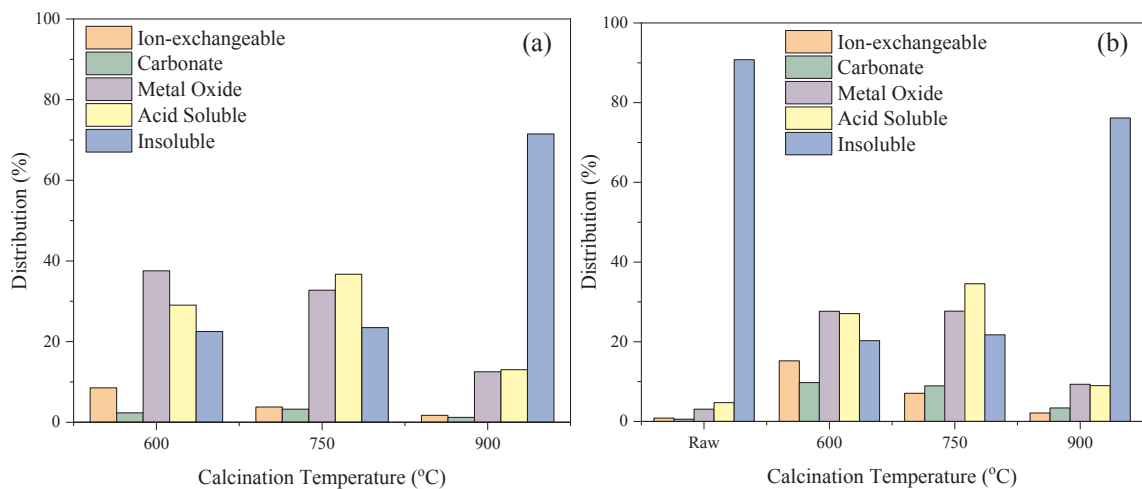 (a)
Ion-exchangeable
Carbonate
Metal Oxide
Acid Soluble
Insoluble
100
80
60
40
20
0
Distribution (%)
600 750 900
Calcination Temperature (°C)
(b)
Ion-exchangeable
Carbonate
Metal Oxide
Acid Soluble
Insoluble
100
80
60
40
20
0
Distribution (%)
Raw 600 750 900
Calcination Temperature (°C)